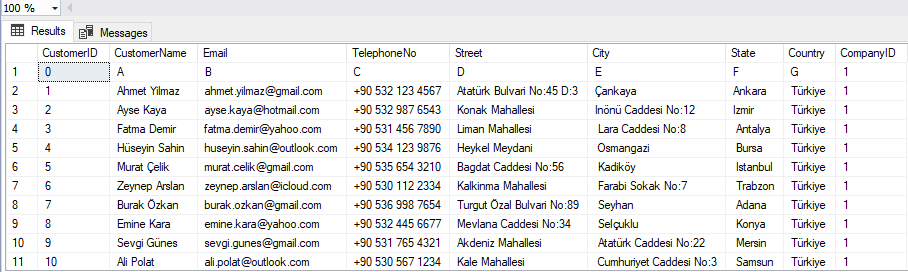 100 %
Results Messages
CustomerID CustomerName Email TelephoneNo Street City State Country CompanyID
1 0 A B C D E F G 1
2 1 Ahmet Yilmaz ahmet.yilmaz@gmail.com +90 532 123 4567 Atatürk Bulvari No:45 D:3 Çankaya Ankara Türkiye 1
3 2 Ayse Kaya ayse.kaya@hotmail.com +90 532 987 6543 Konak Mahallesi Inönü Caddesi No:12 Izmir Türkiye 1
4 3 Fatma Demir fatma.demir@yahoo.com +90 531 456 7890 Liman Mahallesi Lara Caddesi No:8 Antalya Türkiye 1
5 4 Hüseyin Sahin huseyin.sahin@outlook.com +90 534 123 9876 Heykel Meydani Osmangazi Bursa Türkiye 1
6 5 Murat Çelik murat.celik@gmail.com +90 535 654 3210 Bagdat Caddesi No:56 Kadiköy Istanbul Türkiye 1
7 6 Zeynep Arslan zeynep.arslan@icloud.com +90 530 112 2334 Kalkinma Mahallesi Farabi Sokak No:7 Trabzon Türkiye 1
8 7 Burak Özkan burak.ozkan@gmail.com +90 536 998 7654 Turgut Özal Bulvari No:89 Seyhan Adana Türkiye 1
9 8 Emine Kara emine.kara@yahoo.com +90 532 445 6677 Mevlana Caddesi No:34 Selçuklu Konya Türkiye 1
10 9 Sevgi Günes sevgi.gunes@gmail.com +90 531 765 4321 Akdeniz Mahallesi Atatürk Caddesi No:22 Mersin Türkiye 1
11 10 Ali Polat ali.polat@outlook.com +90 530 567 1234 Kale Mahallesi Cumhuriyet Caddesi No:3 Samsun Türkiye 1